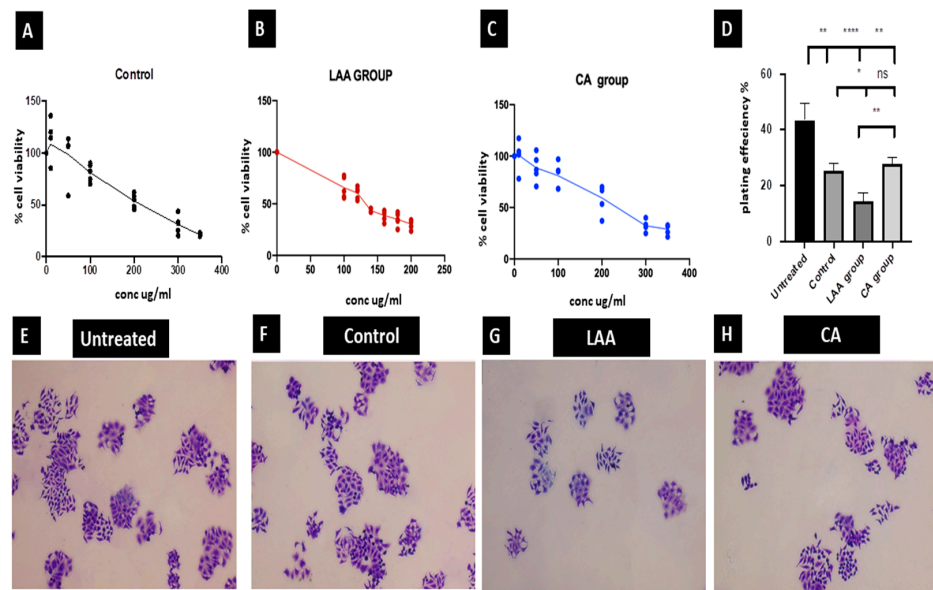 A
Control
% cell viability
150
100
50
0
0
100
200
300
400
conc ug/ml
B
LAA GROUP
% cell viability
150
100
50
0
0
50
100
150
200
250
conc ug/ml
C
CA group
% cell viability
150
100
50
0
0
100
200
300
400
conc ug/ml
D
** **** **
* ns
**
plating effeciency %
60
40
20
0
Untreated
Control
LAA group
CA group
E
Untreated
F
Control
G
LAA
H
CA